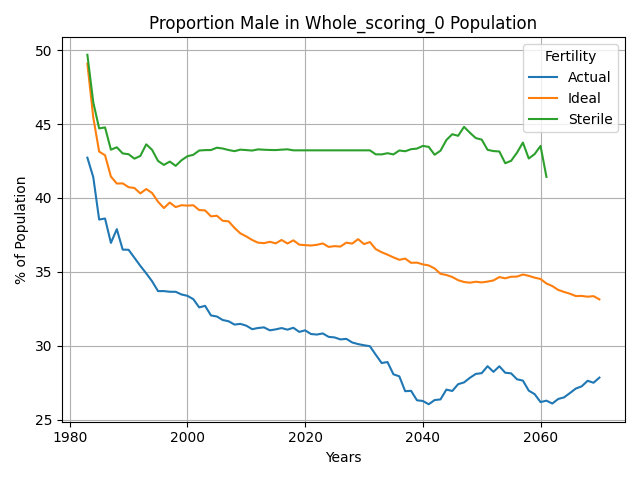 Proportion Male in Whole_scoring_0 Population
% of Population
50
45
40
35
30
25
Fertility
Actual
Ideal
Sterile
1980
2000
2020
2040
2060
Years